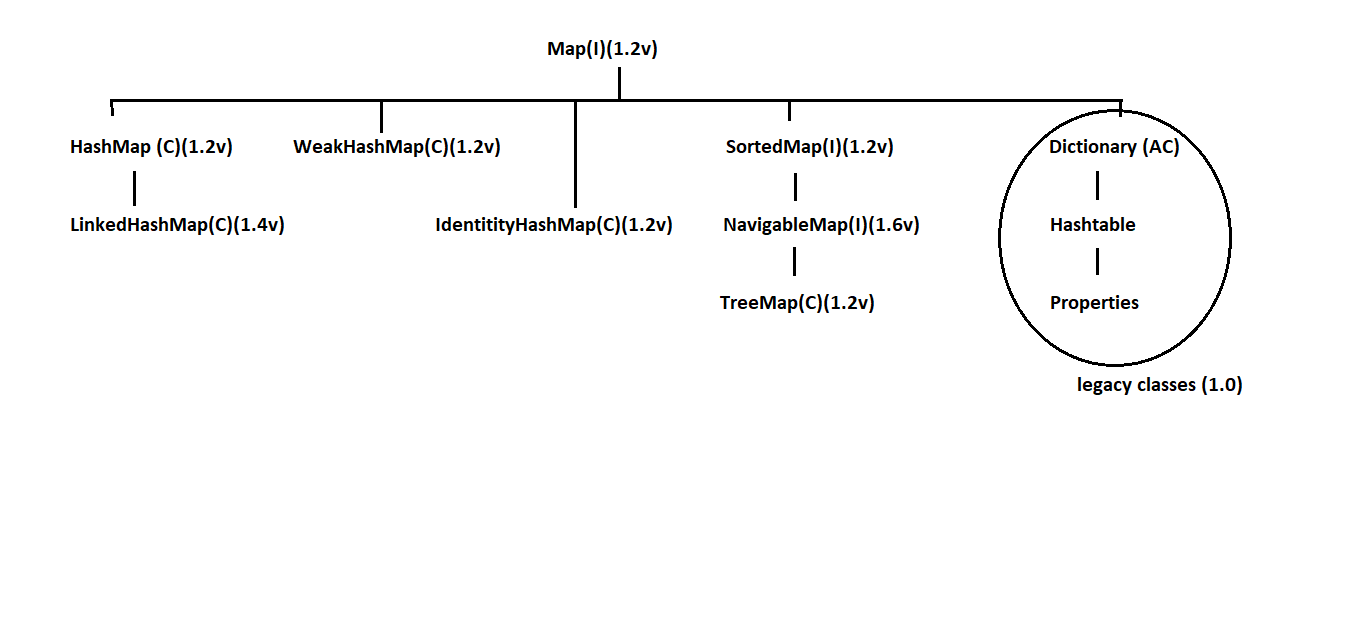 Map(I)(1.2v)
HashMap (C)(1.2v)
WeakHashMap(C)(1.2v)
SortedMap(I)(1.2v)
Dictionary (AC)
LinkedHashMap(C)(1.4v)
IdentitityHashMap(C)(1.2v)
NavigableMap(I)(1.6v)
Hashtable
TreeMap(C)(1.2v)
Properties
legacy classes (1.0)